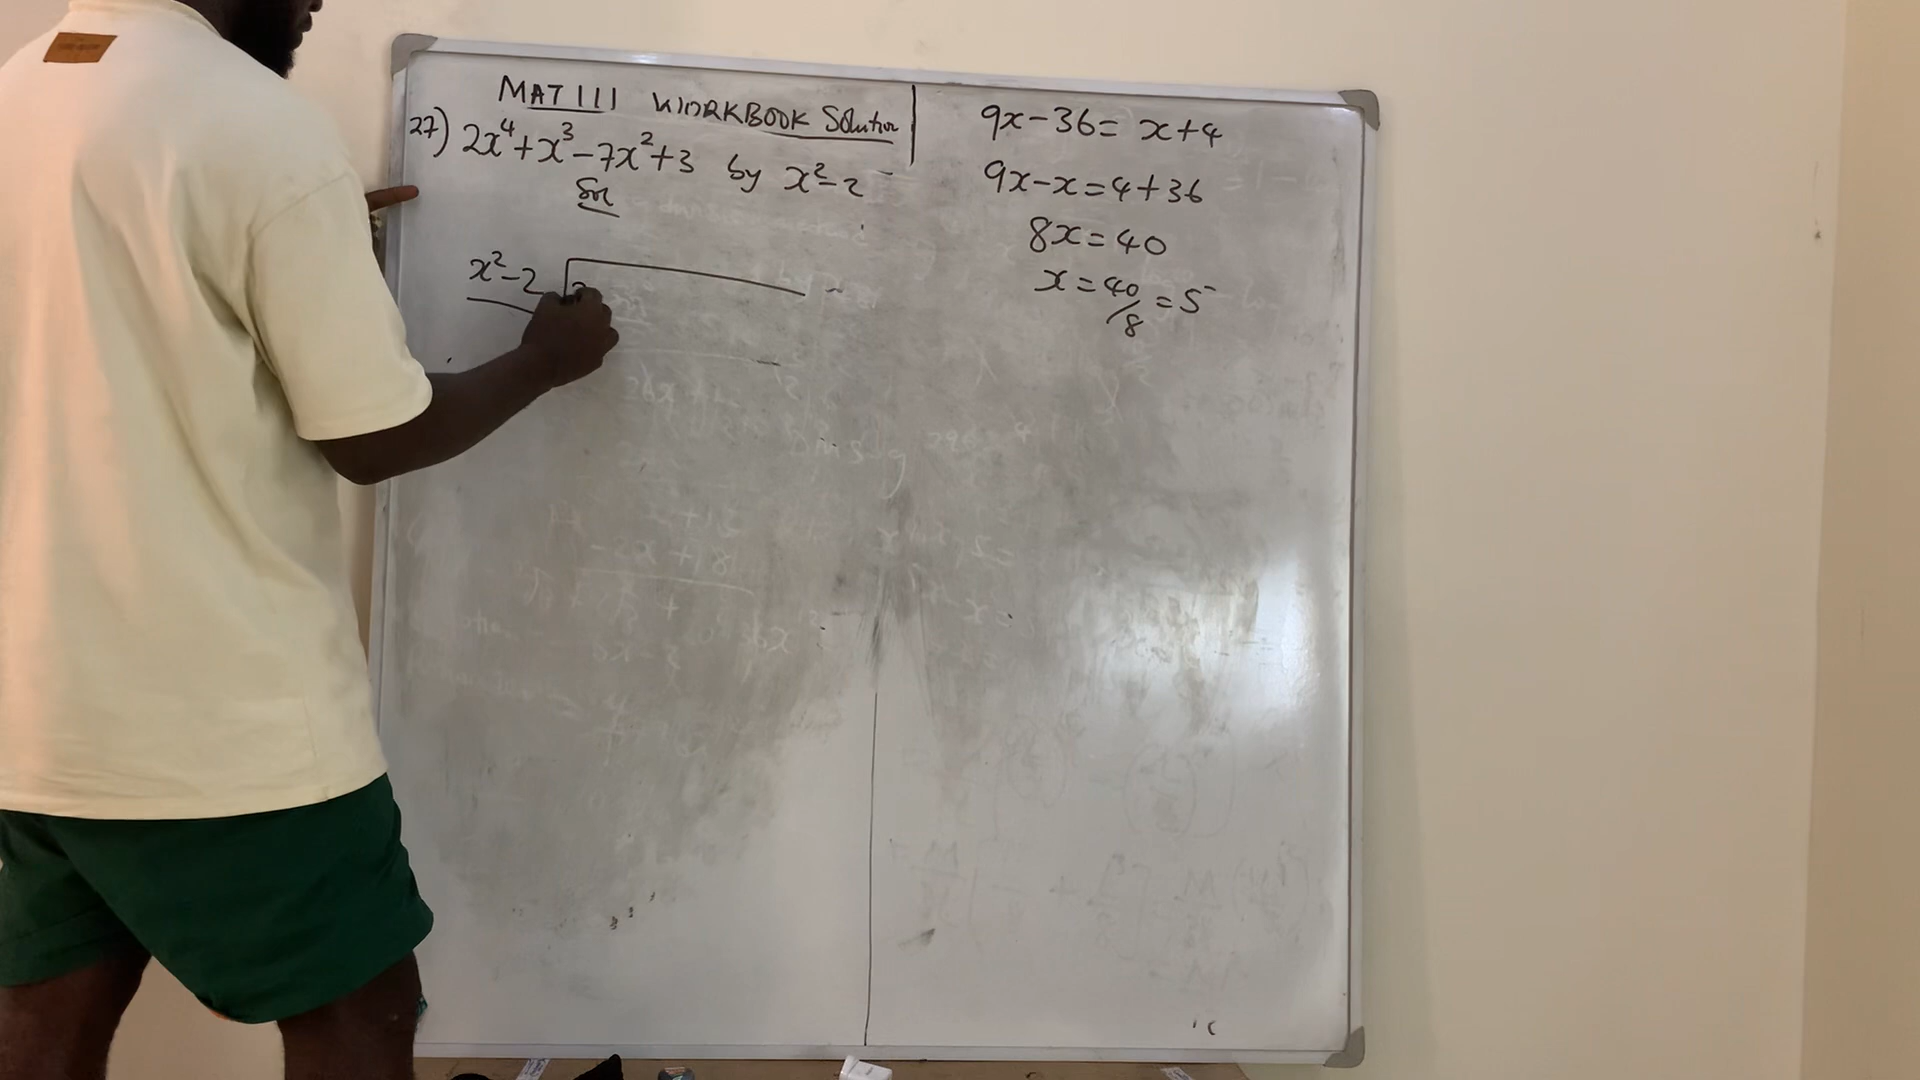 MAT 111 WORKBOOK Solution
27) 2x⁴+x³-7x²+3 by x²-2
Sol
x²-2
9x-36= x+4
9x-x=4+36
8x=40
x=40/8=5